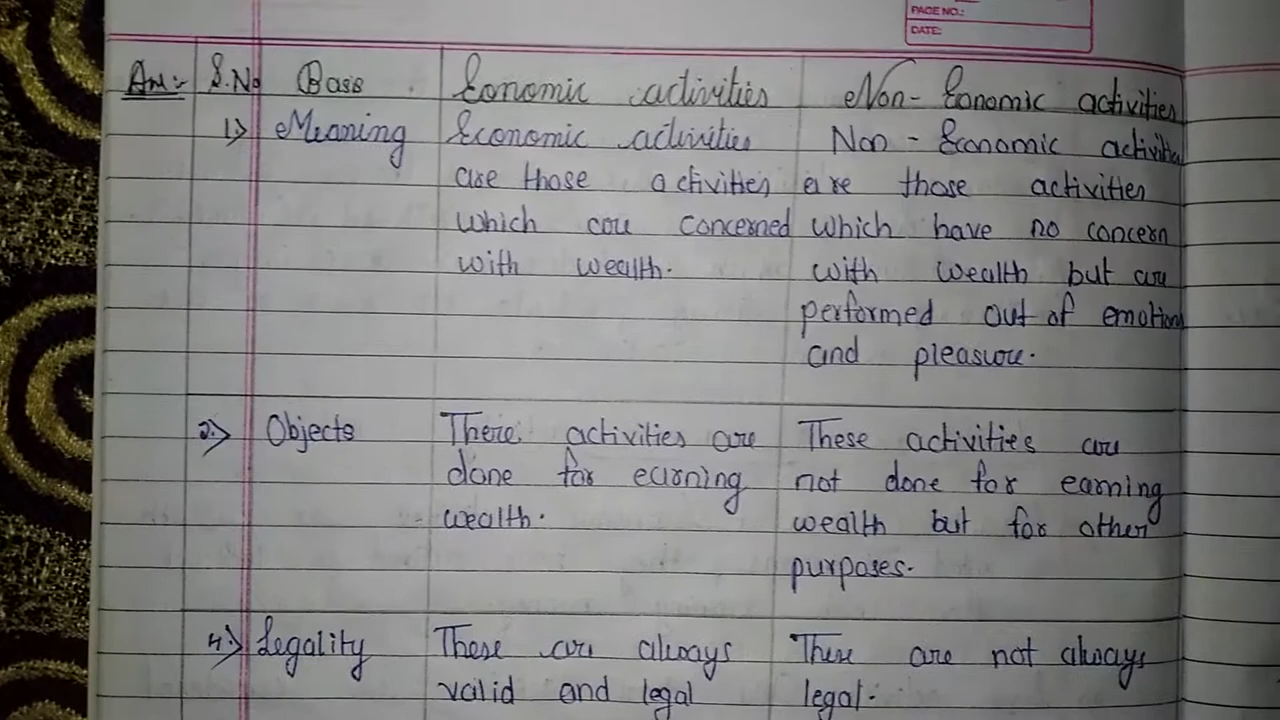 PAGE NO.:
DATE:
Ans:- S.No Base Economic activities Non-Economic activities
1) Meaning Economic activities Non - Economic activities
are those activities are those activities
which are concerned which have no concern
with wealth. with wealth but are
performed out of emotions
and pleasure.
2) Objects There activities are These activities are
done for earning not done for earning
wealth. wealth but for other
purposes.
4) Legality These are always These are not always
valid and legal legal.